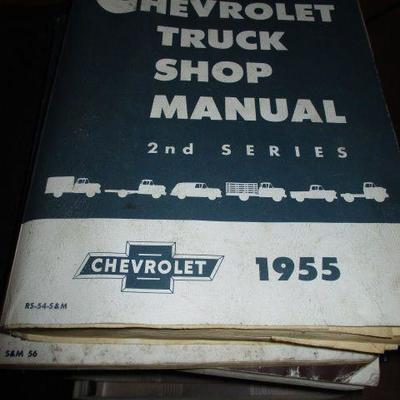 CHEVROLET
TRUCK
SHOP
MANUAL
2nd SERIES
CHEVROLET
1955
RS-54-S&M
S&M 56